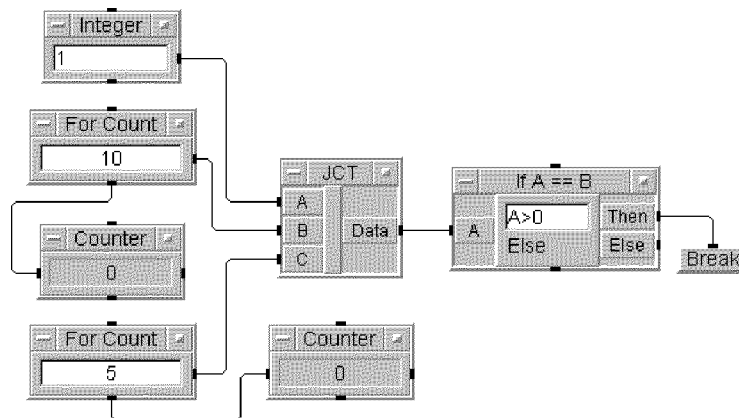 Integer
1
For Count
10
Counter
0
For Count
5
JCT
A
B
C
Data
Counter
0
If A == B
A
A>0
Else
Then
Else
Break